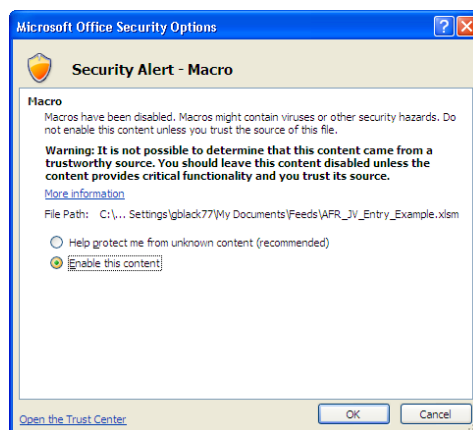 Microsoft Office Security Options
Security Alert - Macro
Macro
Macros have been disabled. Macros might contain viruses or other security hazards. Do
not enable this content unless you trust the source of this file.
Warning: It is not possible to determine that this content came from a
trustworthy source. You should leave this content disabled unless the
content provides critical functionality and you trust its source.
More information
File Path: C:\... Settings\gblack77\My Documents\Feeds\AFR_JV_Entry_Example.xlsm
Help protect me from unknown content (recommended)
Enable this content
Open the Trust Center
OK
Cancel